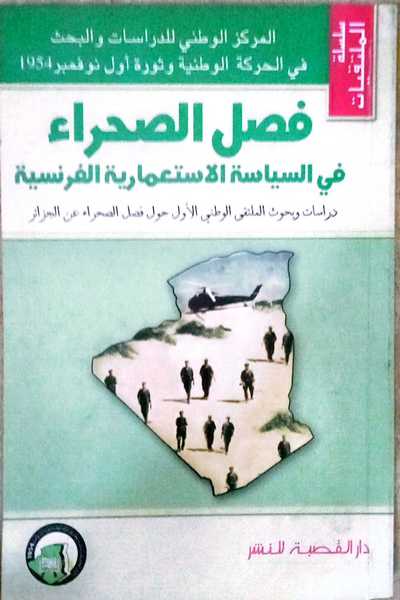 سلسلة
الملتقيات
المركز الوطني للدراسات والبحث
في الحركة الوطنية وثورة أول نوفمبر 1954
فصل الصحراء
في السياسة الاستعمارية الفرنسية
دراسات وبحوث الملتقى الوطني الأول حول فصل الصحراء عن الجزائر
دار القصبة للنشر
1954